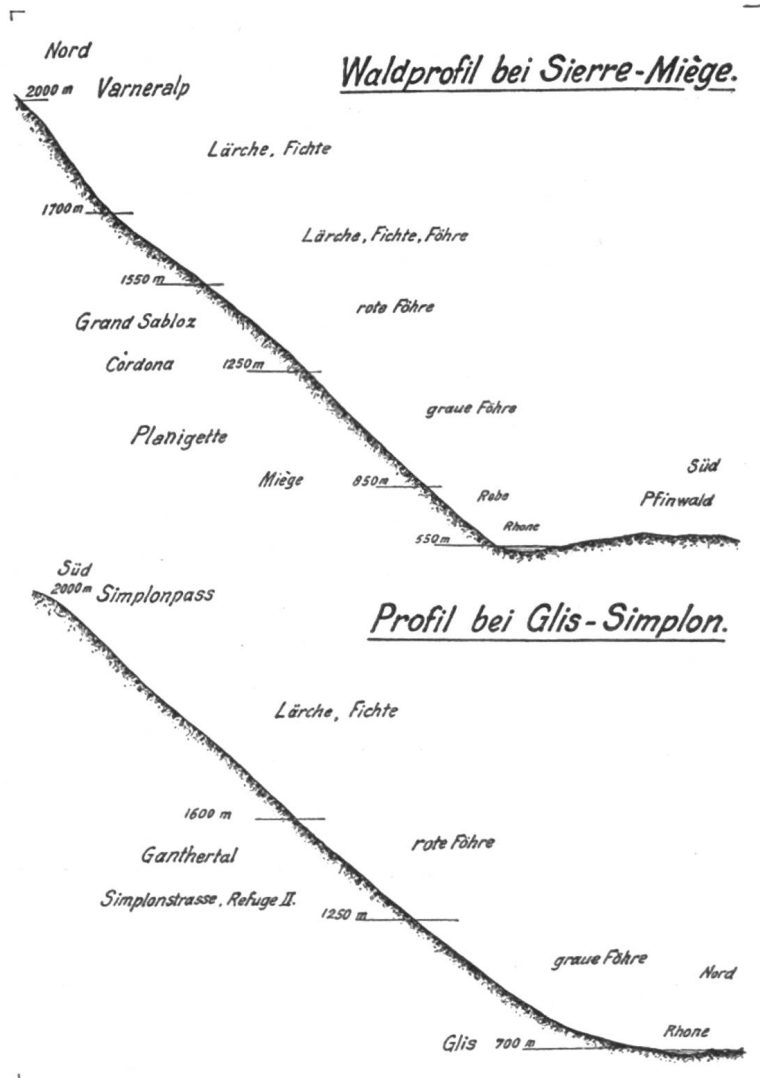 Nord
Waldprofil bei Sierre-Miège.
2000 m Varneralp
Lärche, Fichte
1700 m
Lärche, Fichte, Föhre
1550 m
rote Föhre
Grand Sabloz
Cordona
1250 m
graue Föhre
Planigette
Süd
Miège
850 m
Rebe
Pfinwald
Rhone
550 m
Süd
2000 m Simplonpass
Profil bei Glis-Simplon.
Lärche, Fichte
1600 m
rote Föhre
Ganthertal
Simplonstrasse, Refuge II.
1250 m
graue Föhre
Nord
Rhone
Glis 700 m